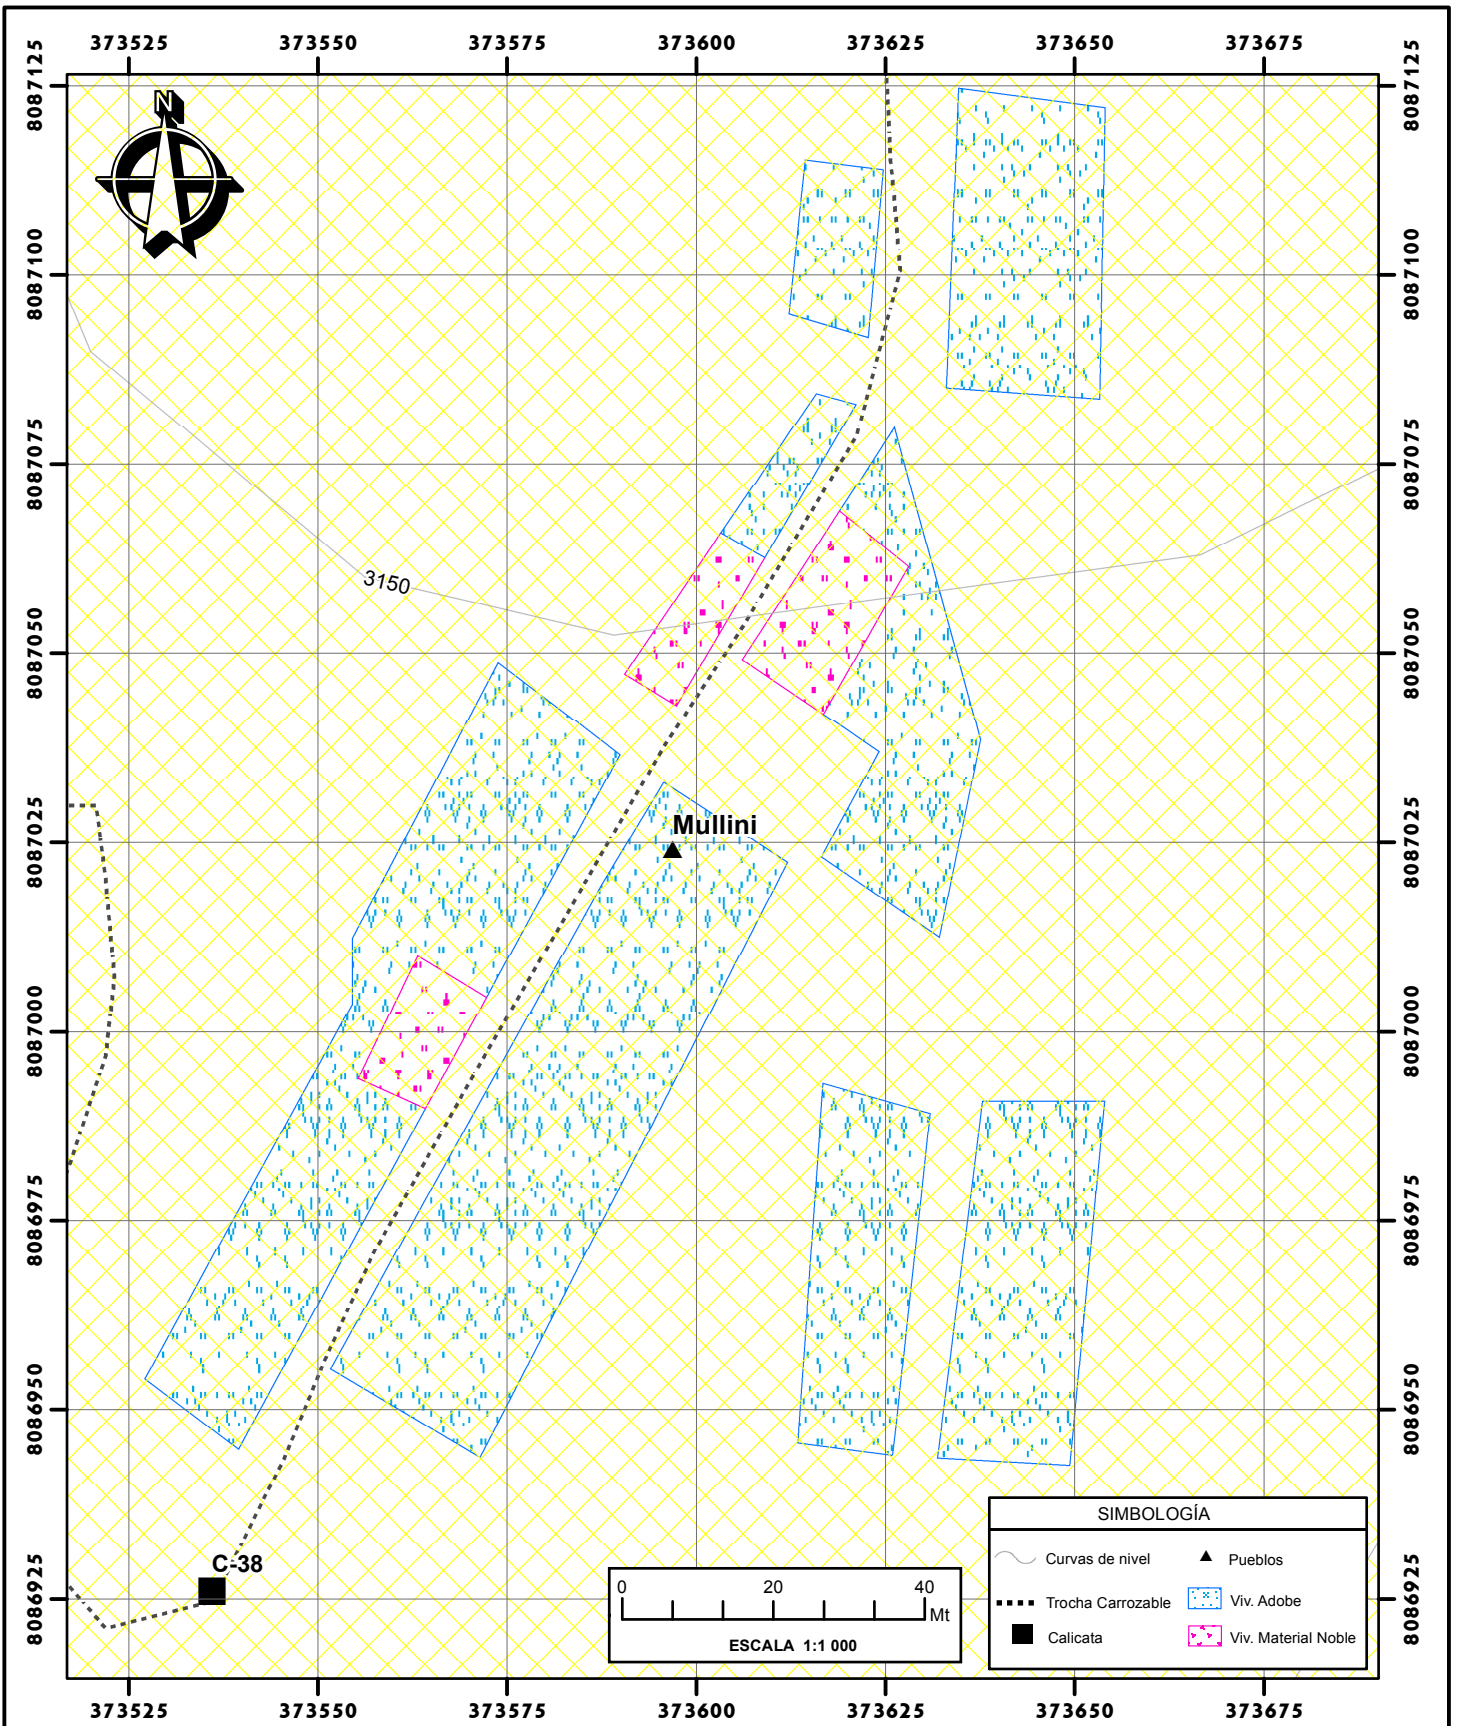 373525 373550 373575 373600 373625 373650 373675
8087125 8087125
N
8087100 8087100
8087075 8087075
3150
8087050 8087050
Mullini
8087025 8087025
8087000 8087000
8086975 8086975
8086950 8086950
C-38
8086925 8086925
0 20 40
Mt
ESCALA 1:1 000
SIMBOLOGÍA
Curvas de nivel Pueblos
Trocha Carrozable Viv. Adobe
Calicata Viv. Material Noble
373525 373550 373575 373600 373625 373650 373675